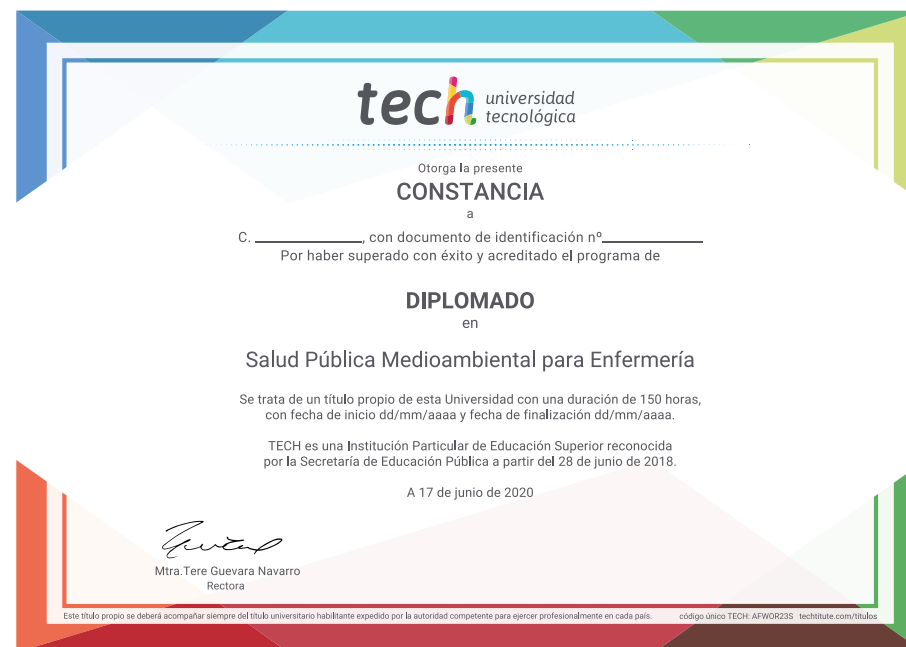 tech universidad
tecnológica
Otorga la presente
CONSTANCIA
a
C. ____________, con documento de identificación nº____________
Por haber superado con éxito y acreditado el programa de
DIPLOMADO
en
Salud Pública Medioambiental para Enfermería
Se trata de un título propio de esta Universidad con una duración de 150 horas,
con fecha de inicio dd/mm/aaaa y fecha de finalización dd/mm/aaaa.
TECH es una Institución Particular de Educación Superior reconocida
por la Secretaría de Educación Pública a partir del 28 de junio de 2018.
A 17 de junio de 2020
Mtra.Tere Guevara Navarro
Rectora
Este título propio se deberá acompañar siempre del título universitario habilitante expedido por la autoridad competente para ejercer profesionalmente en cada país. código único TECH: AFWOR23S techtitute.com/titulos